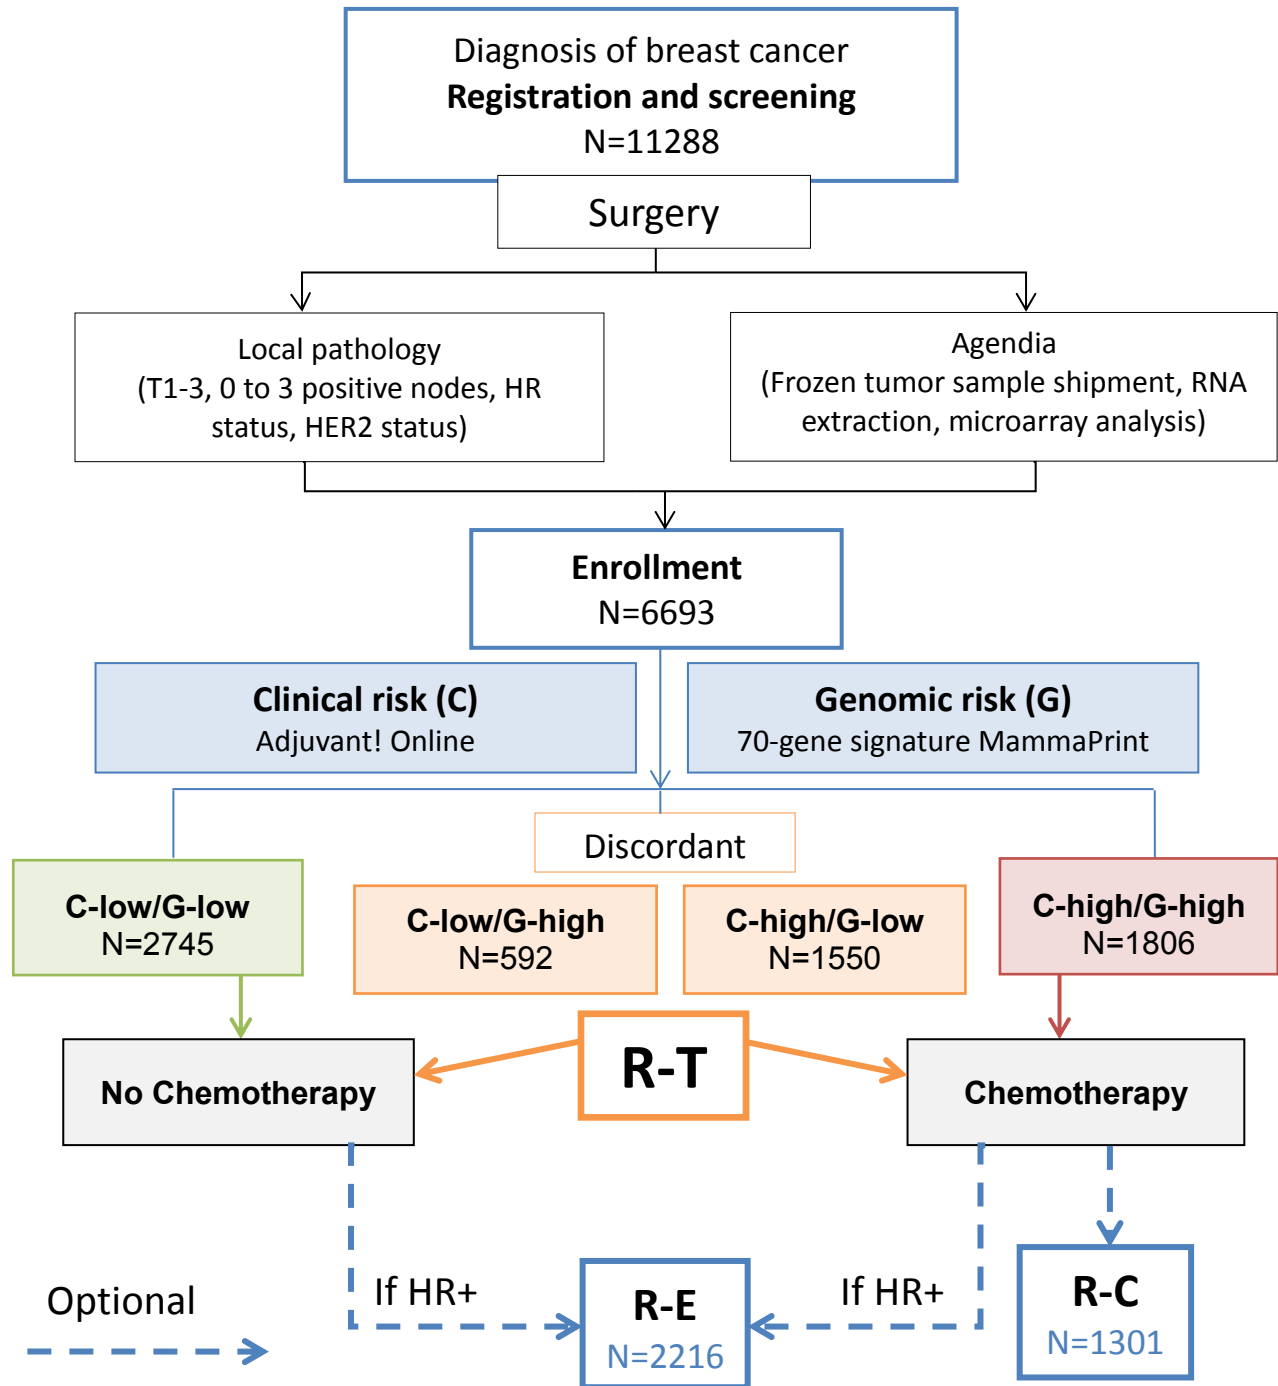 Diagnosis of breast cancer
Registration and screening
N=11288
Surgery
Local pathology
(T1-3, 0 to 3 positive nodes, HR
status, HER2 status)
Agendia
(Frozen tumor sample shipment, RNA
extraction, microarray analysis)
Enrollment
N=6693
Clinical risk (C)
Adjuvant! Online
Genomic risk (G)
70-gene signature MammaPrint
Discordant
C-low/G-low
N=2745
C-low/G-high
N=592
C-high/G-low
N=1550
C-high/G-high
N=1806
R-T
No Chemotherapy
Chemotherapy
Optional
If HR+
R-E
N=2216
If HR+
R-C
N=1301